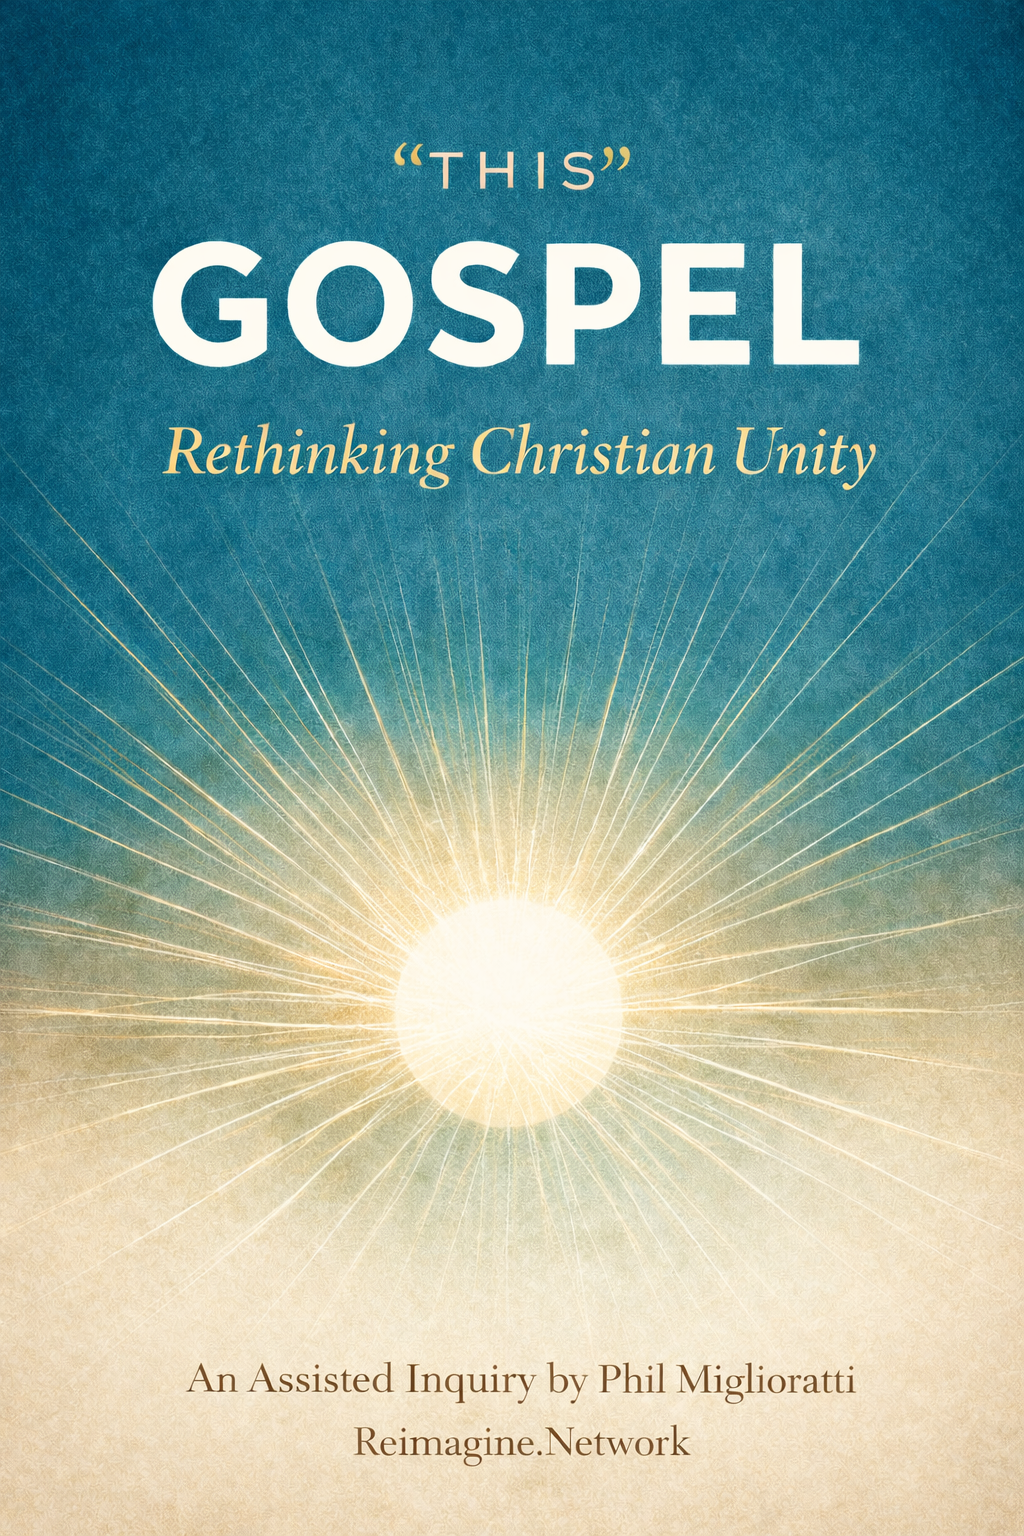 “THIS”
GOSPEL
Rethinking Christian Unity
An Assisted Inquiry by Phil Miglioratti
Reimagine.Network